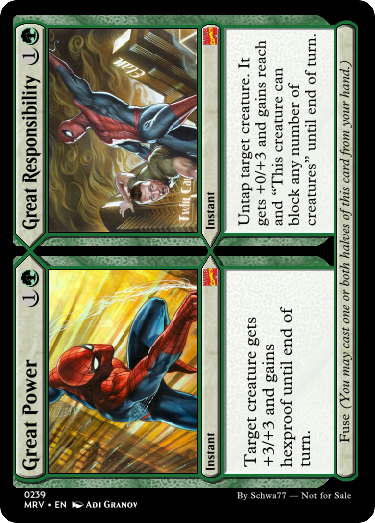 Great Power
Instant
Target creature gets
+3/+3 and gains
hexproof until end of
turn.
Great Responsibility
Instant
Untap target creature. It
gets +0/+3 and gains reach
and “This creature can
block any number of
creatures” until end of turn.
Fuse (You may cast one or both halves of this card from your hand.)
0239
MRV • EN Adi Granov
By Schwa77 — Not for Sale